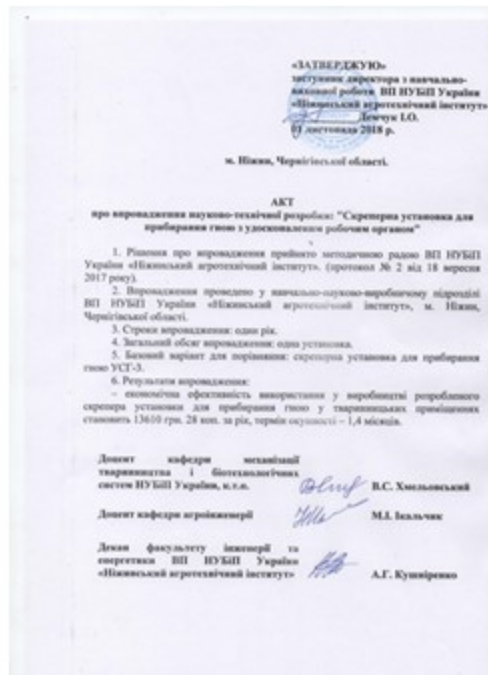 «ЗАТВЕРДЖУЮ»
заступник директора з навчально-
виховної роботи ВП НУБіП України
«Ніжинський агротехнічний інститут»
Демчук І.О.
01 листопада 2018 р.
м. Ніжин, Чернігівської області.
АКТ
про впровадження науково-технічної розробки: "Скреперна установка для
прибирання гною з удосконаленим робочим органом"
1. Рішення про впровадження прийнято методичною радою ВП НУБіП
України «Ніжинський агротехнічний інститут». (протокол № 2 від 18 вересня
2017 року).
2. Впровадження проведено у навчально-науково-виробничому підрозділі
ВП НУБіП України «Ніжинський агротехнічний інститут», м. Ніжин,
Чернігівської області.
3. Строки впровадження: один рік.
4. Загальний обсяг впровадження: одна установка.
5. Базовий варіант для порівняння: скреперна установка для прибирання
гною УСГ-3.
6. Результати впровадження:
– економічна ефективність використання у виробництві розробленого
скрепера установки для прибирання гною у тваринницьких приміщеннях
становить 13610 грн. 28 коп. за рік, термін окупності – 1,4 місяців.
Доцент кафедри механізації
тваринництва і біотехнологічних
систем НУБіП України, к.т.н.
В.С. Хмельовський
Доцент кафедри агроінженерії
М.І. Ікальчик
Декан факультету інженерії та
енергетики ВП НУБіП України
«Ніжинський агротехнічний інститут»
А.Г. Кушніренко